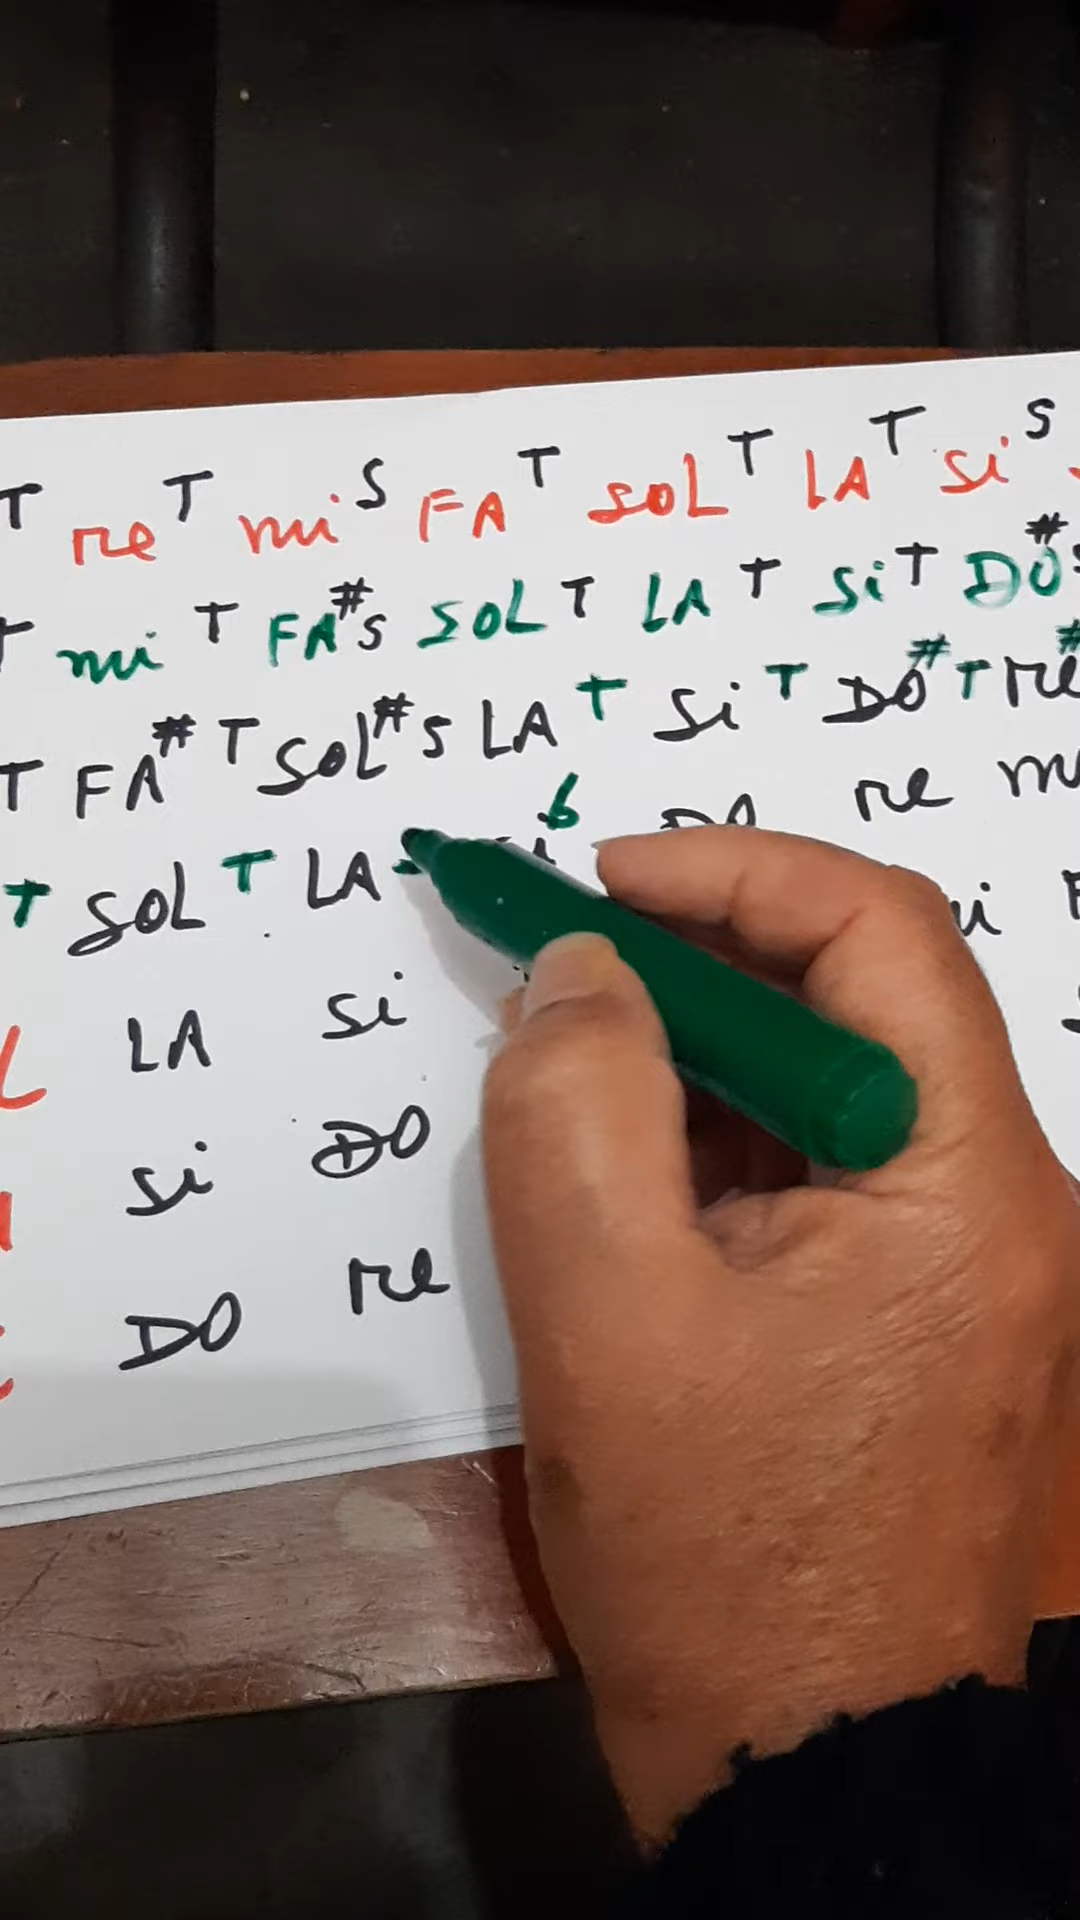 T re T mi S FA T SOL T LA T Si S
T mi T FA# S SOL T LA T Si T DO# S
T FA# T SOL# S LA T Si T DO# T re#
T SOL T LA b DO re
LA Si
Si DO
DO re